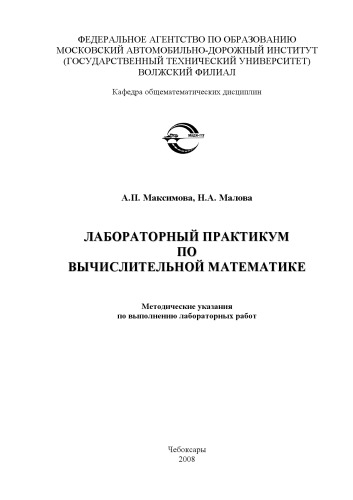 ФЕДЕРАЛЬНОЕ АГЕНТСТВО ПО ОБРАЗОВАНИЮ
МОСКОВСКИЙ АВТОМОБИЛЬНО-ДОРОЖНЫЙ ИНСТИТУТ
(ГОСУДАРСТВЕННЫЙ ТЕХНИЧЕСКИЙ УНИВЕРСИТЕТ)
ВОЛЖСКИЙ ФИЛИАЛ
Кафедра общематематических дисциплин
А.П. Максимова, Н.А. Малова
ЛАБОРАТОРНЫЙ ПРАКТИКУМ
ПО
ВЫЧИСЛИТЕЛЬНОЙ МАТЕМАТИКЕ
Методические указания
по выполнению лабораторных работ
Чебоксары
2008